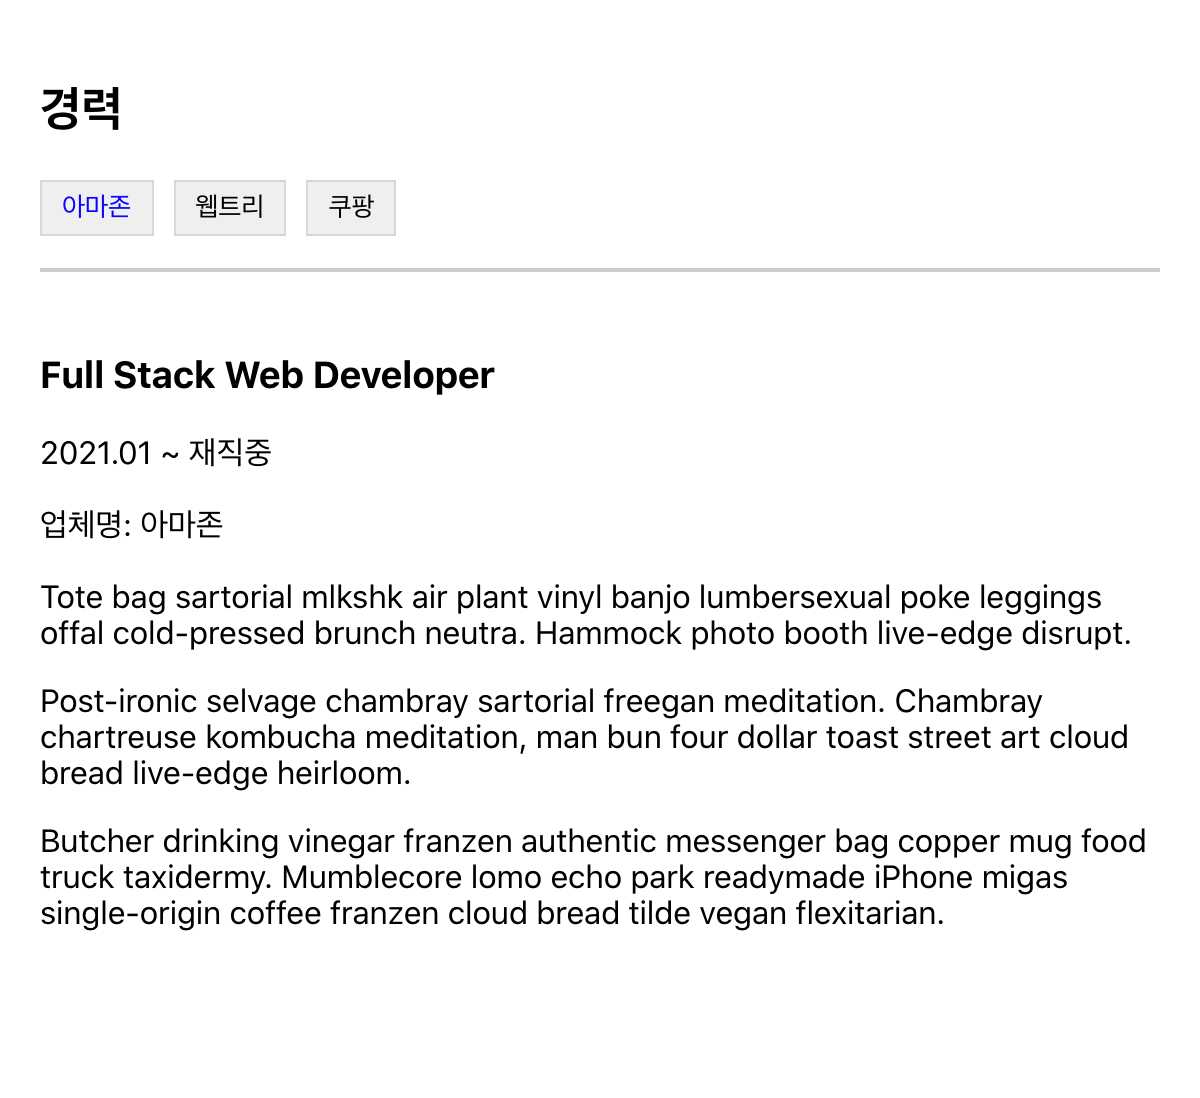 경력
아마존 웹트리 쿠팡
Full Stack Web Developer
2021.01 ~ 재직중
업체명: 아마존
Tote bag sartorial mlkshk air plant vinyl banjo lumbersexual poke leggings
offal cold-pressed brunch neutra. Hammock photo booth live-edge disrupt.
Post-ironic selvage chambray sartorial freegan meditation. Chambray
chartreuse kombucha meditation, man bun four dollar toast street art cloud
bread live-edge heirloom.
Butcher drinking vinegar franzen authentic messenger bag copper mug food
truck taxidermy. Mumblecore lomo echo park readymade iPhone migas
single-origin coffee franzen cloud bread tilde vegan flexitarian.